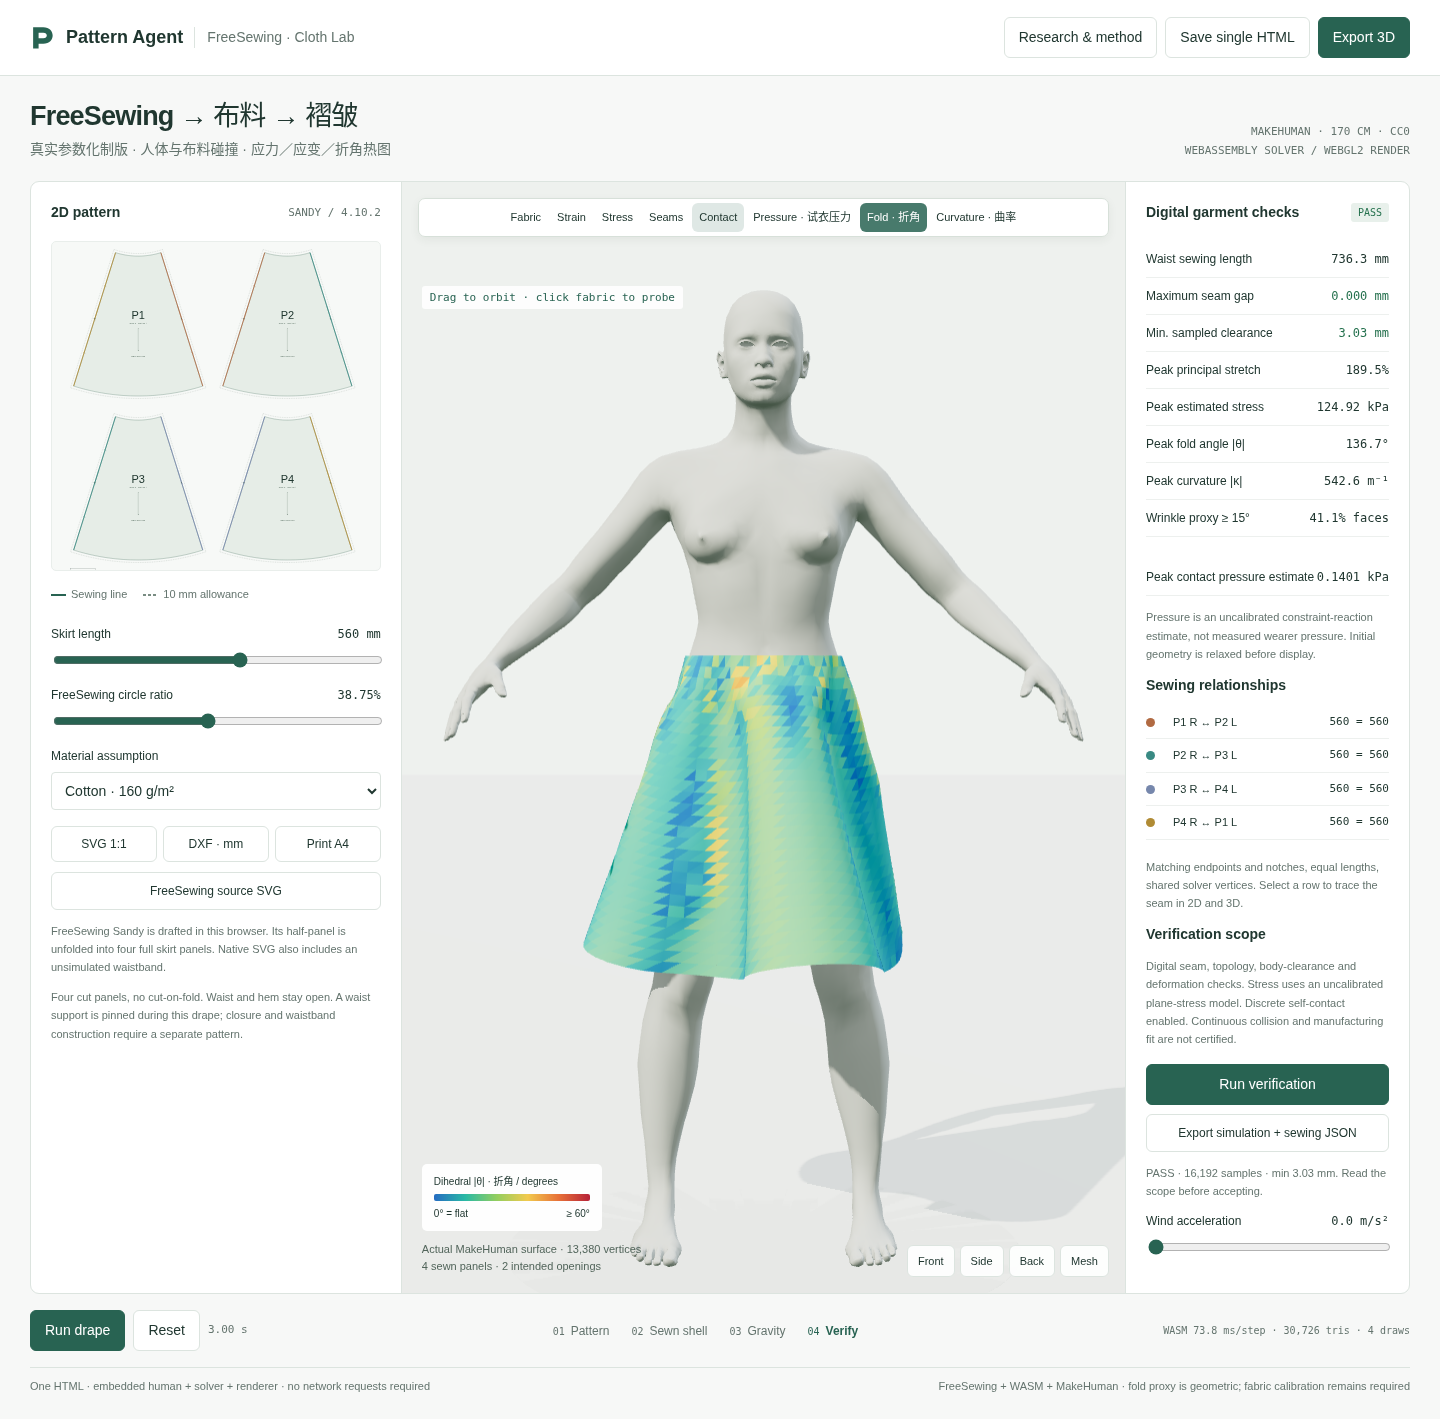 Pattern Agent
FreeSewing · Cloth Lab
Research & method
Save single HTML
Export 3D
FreeSewing → 布料 → 褶皱
真实参数化制版 · 人体与布料碰撞 · 应力／应变／折角热图
MAKEHUMAN · 170 CM · CC0
WEBASSEMBLY SOLVER / WEBGL2 RENDER
2D pattern
SANDY / 4.10.2
P1
P2
P3
P4
Sewing line
10 mm allowance
Skirt length
560 mm
FreeSewing circle ratio
38.75%
Material assumption
Cotton · 160 g/m²
SVG 1:1
DXF · mm
Print A4
FreeSewing source SVG
FreeSewing Sandy is drafted in this browser. Its half-panel is
unfolded into four full skirt panels. Native SVG also includes an
unsimulated waistband.
Four cut panels, no cut-on-fold. Waist and hem stay open. A waist
support is pinned during this drape; closure and waistband
construction require a separate pattern.
Fabric
Strain
Stress
Seams
Contact
Pressure · 试衣压力
Fold · 折角
Curvature · 曲率
Drag to orbit · click fabric to probe
Dihedral |θ| · 折角 / degrees
0° = flat
≥ 60°
Actual MakeHuman surface · 13,380 vertices
4 sewn panels · 2 intended openings
Front
Side
Back
Mesh
Digital garment checks
PASS
Waist sewing length
736.3 mm
Maximum seam gap
0.000 mm
Min. sampled clearance
3.03 mm
Peak principal stretch
189.5%
Peak estimated stress
124.92 kPa
Peak fold angle |θ|
136.7°
Peak curvature |κ|
542.6 m⁻¹
Wrinkle proxy ≥ 15°
41.1% faces
Peak contact pressure estimate
0.1401 kPa
Pressure is an uncalibrated constraint-reaction
estimate, not measured wearer pressure. Initial
geometry is relaxed before display.
Sewing relationships
P1 R ↔ P2 L
560 = 560
P2 R ↔ P3 L
560 = 560
P3 R ↔ P4 L
560 = 560
P4 R ↔ P1 L
560 = 560
Matching endpoints and notches, equal lengths,
shared solver vertices. Select a row to trace the
seam in 2D and 3D.
Verification scope
Digital seam, topology, body-clearance and
deformation checks. Stress uses an uncalibrated
plane-stress model. Discrete self-contact
enabled. Continuous collision and manufacturing
fit are not certified.
Run verification
Export simulation + sewing JSON
PASS · 16,192 samples · min 3.03 mm. Read the
scope before accepting.
Wind acceleration
0.0 m/s²
Run drape
Reset
3.00 s
01 Pattern
02 Sewn shell
03 Gravity
04 Verify
WASM 73.8 ms/step · 30,726 tris · 4 draws
One HTML · embedded human + solver + renderer · no network requests required
FreeSewing + WASM + MakeHuman · fold proxy is geometric; fabric calibration remains required